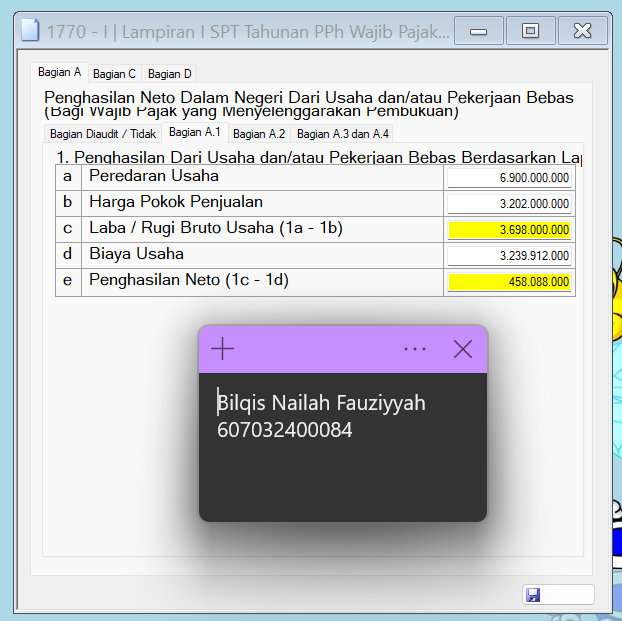 1770 - I | Lampiran I SPT Tahunan PPh Wajib Pajak...
Bagian A Bagian C Bagian D
Penghasilan Neto Dalam Negeri Dari Usaha dan/atau Pekerjaan Bebas
(Bagi Wajib Pajak yang Menyelenggarakan Pembukuan)
Bagian Diaudit / Tidak Bagian A.1 Bagian A.2 Bagian A.3 dan A.4
1. Penghasilan Dari Usaha dan/atau Pekerjaan Bebas Berdasarkan La
a Peredaran Usaha 6.900.000.000
b Harga Pokok Penjualan 3.202.000.000
c Laba / Rugi Bruto Usaha (1a - 1b) 3.698.000.000
d Biaya Usaha 3.239.912.000
e Penghasilan Neto (1c - 1d) 458.088.000
Bilqis Nailah Fauziyyah
607032400084